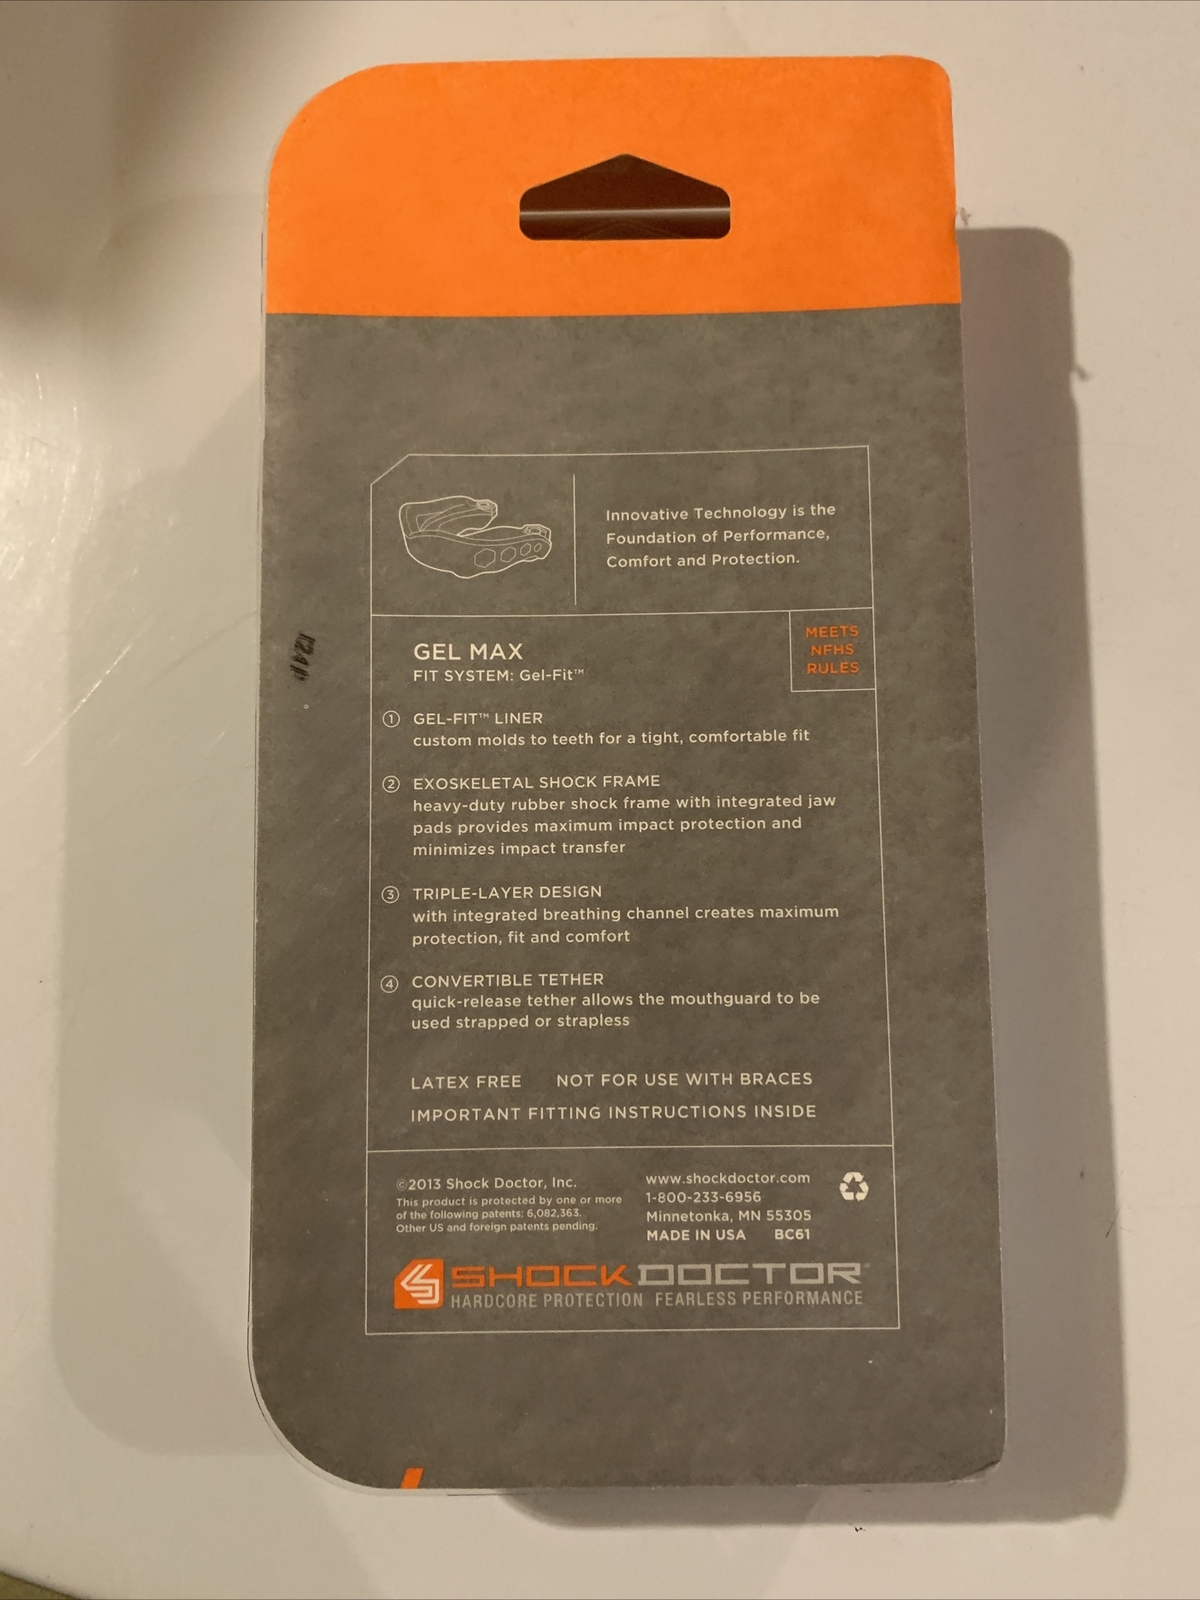 Innovative Technology is the
Foundation of Performance,
Comfort and Protection.
MEETS
NFHS
RULES
GEL MAX
FIT SYSTEM: Gel-Fit™
① GEL-FIT™ LINER
custom molds to teeth for a tight, comfortable fit
② EXOSKELETAL SHOCK FRAME
heavy-duty rubber shock frame with integrated jaw
pads provides maximum impact protection and
minimizes impact transfer
③ TRIPLE-LAYER DESIGN
with integrated breathing channel creates maximum
protection, fit and comfort
④ CONVERTIBLE TETHER
quick-release tether allows the mouthguard to be
used strapped or strapless
LATEX FREE NOT FOR USE WITH BRACES
IMPORTANT FITTING INSTRUCTIONS INSIDE
©2013 Shock Doctor, Inc.
This product is protected by one or more
of the following patents: 6,082,363.
Other US and foreign patents pending.
www.shockdoctor.com
1-800-233-6956
Minnetonka, MN 55305
MADE IN USA BC61
SHOCK DOCTOR®
HARDCORE PROTECTION FEARLESS PERFORMANCE